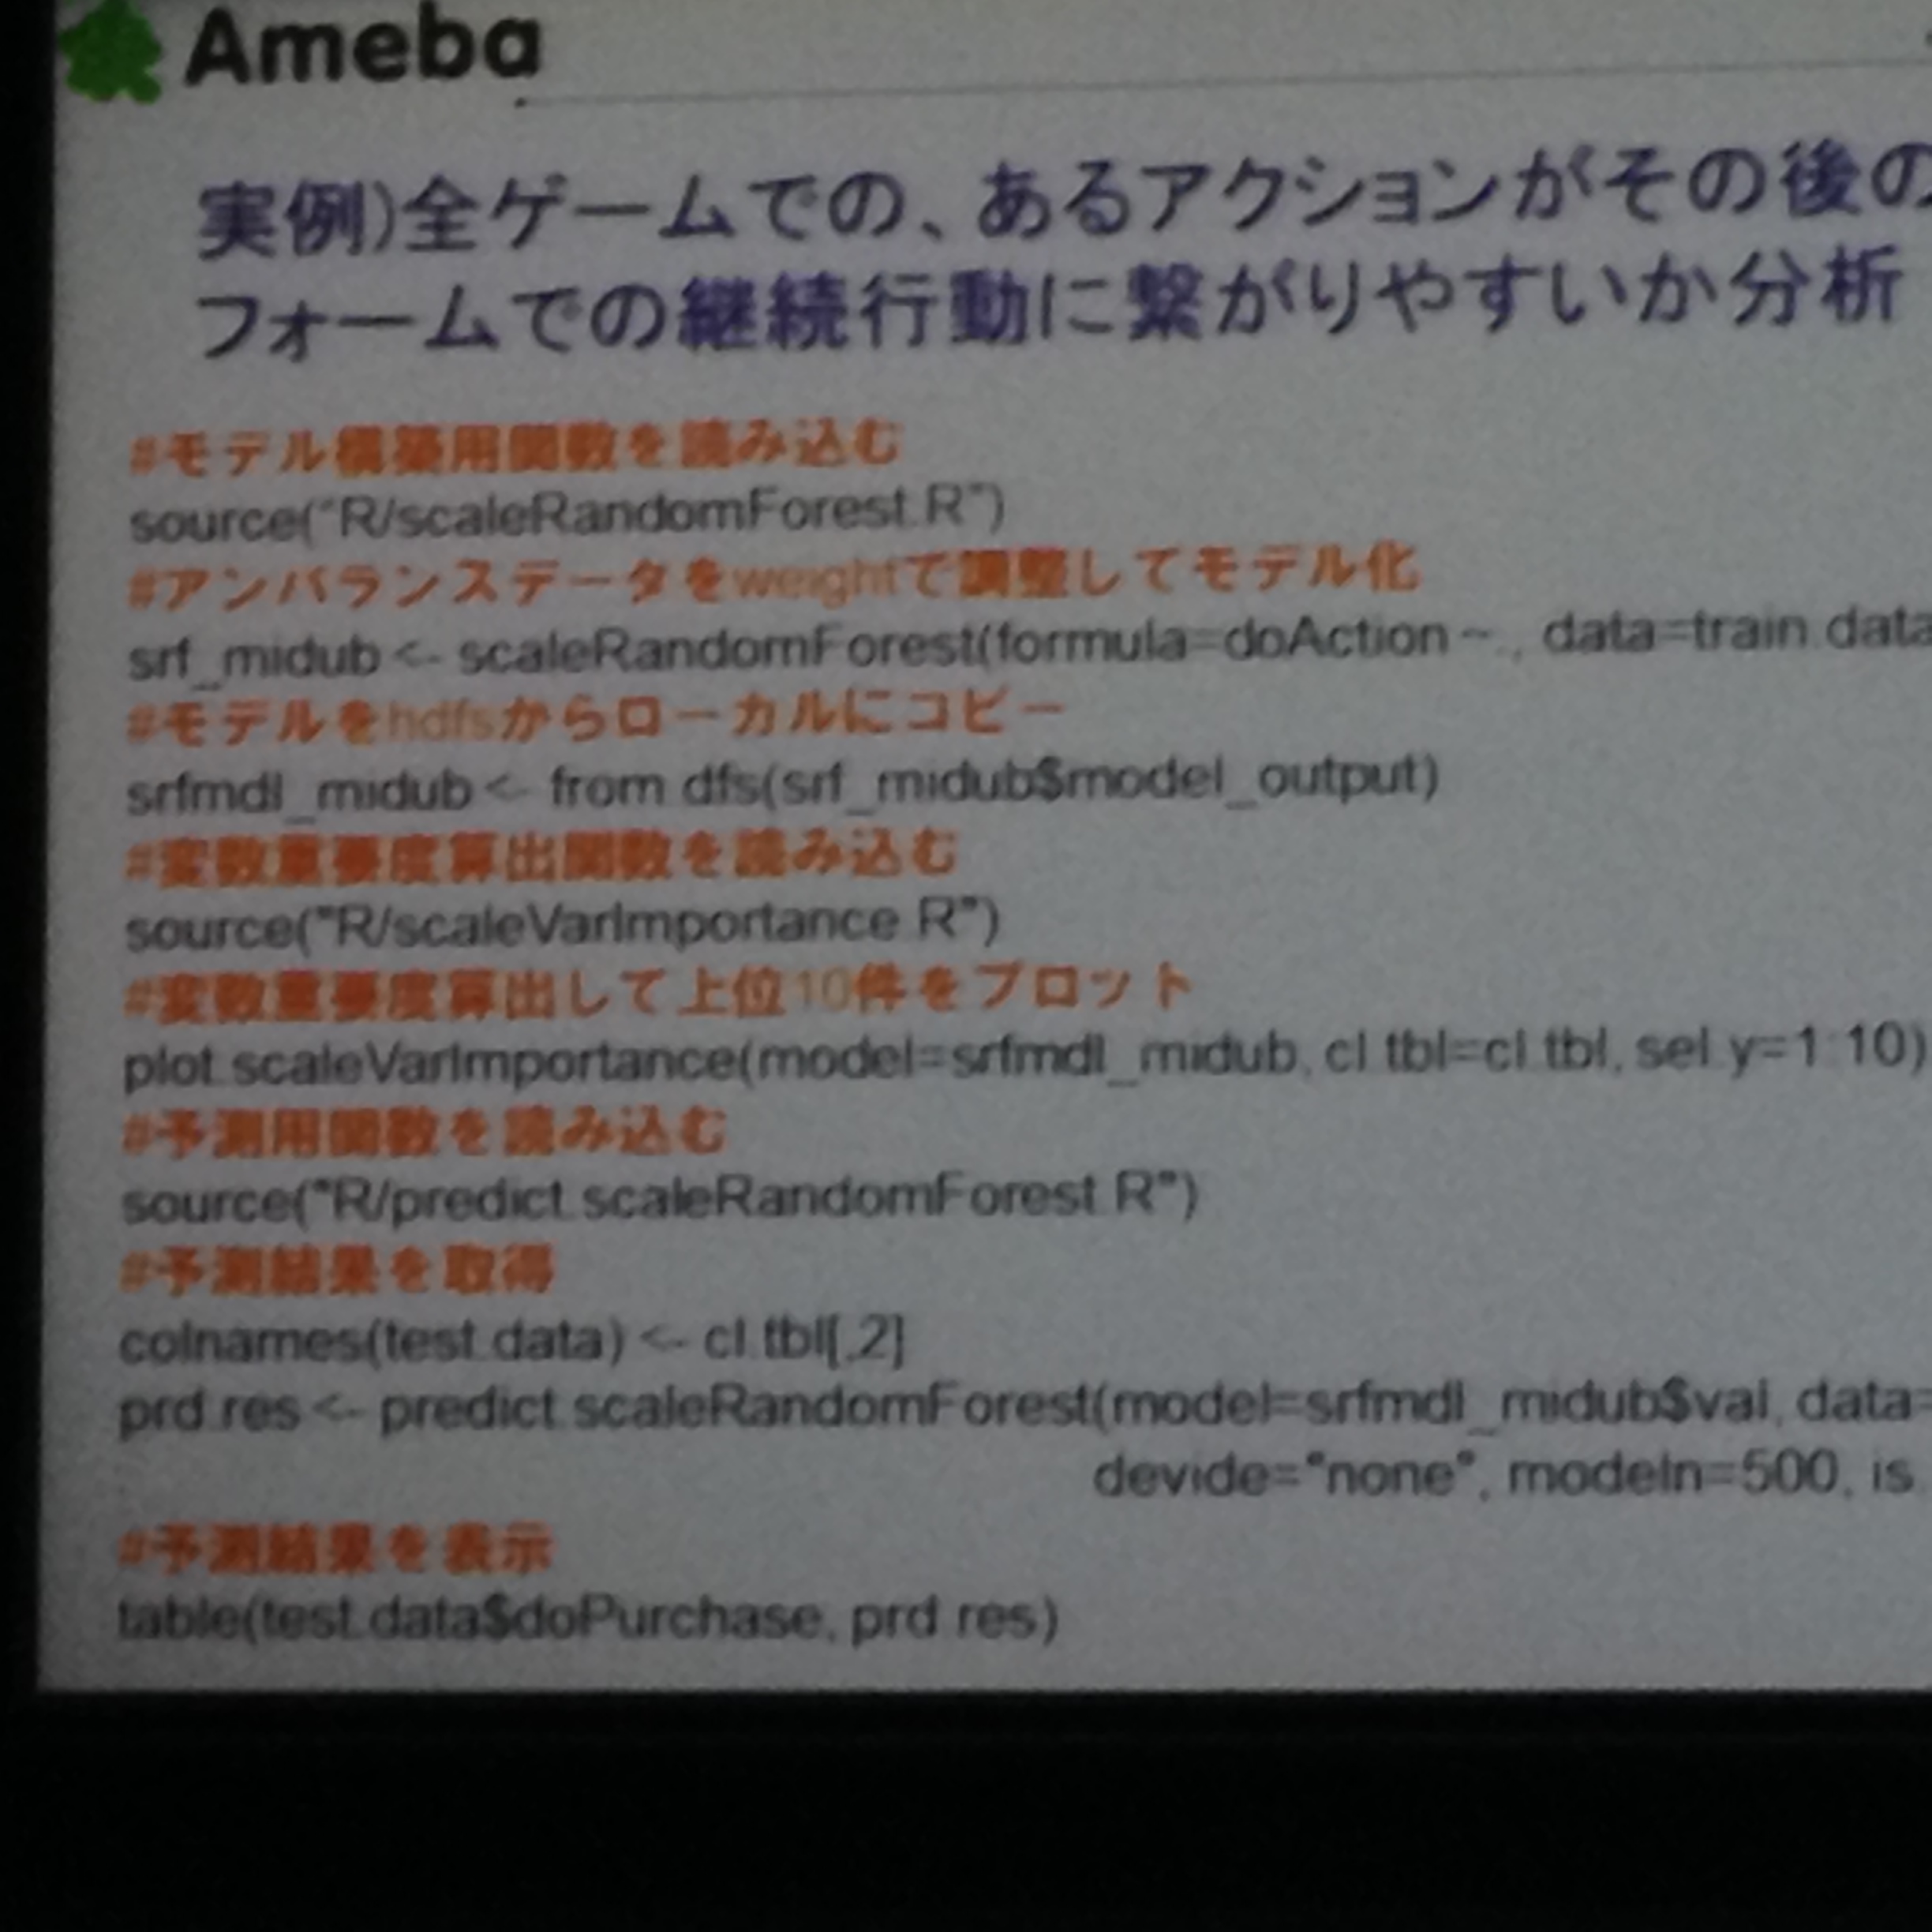 Ameba
実例)全ゲームでの、あるアクションがその後の
フォームでの継続行動に繋がりやすいか分析
#モデル構築用関数を読み込む
source("R/scaleRandomForest.R")
#アンバランスデータをweightで調整してモデル化
srf_midub <- scaleRandomForest(formula=doAction ~ ., data=train.data
#モデルをhdfsからローカルにコピー
srfmdl_midub <- from.dfs(srf_midub$model_output)
#変数重要度算出関数を読み込む
source("R/scaleVarImportance.R")
#変数重要度算出して上位10件をプロット
plot.scaleVarImportance(model=srfmdl_midub, cl.tbl=cl.tbl, sel.y=1:10)
#予測用関数を読み込む
source("R/predict.scaleRandomForest.R")
#予測結果を取得
colnames(test.data) <- cl.tbl[,2]
prd.res <- predict.scaleRandomForest(model=srfmdl_midub$val, data=
devide="none", modeln=500, is.
#予測結果を表示
table(test.data$doPurchase, prd.res)